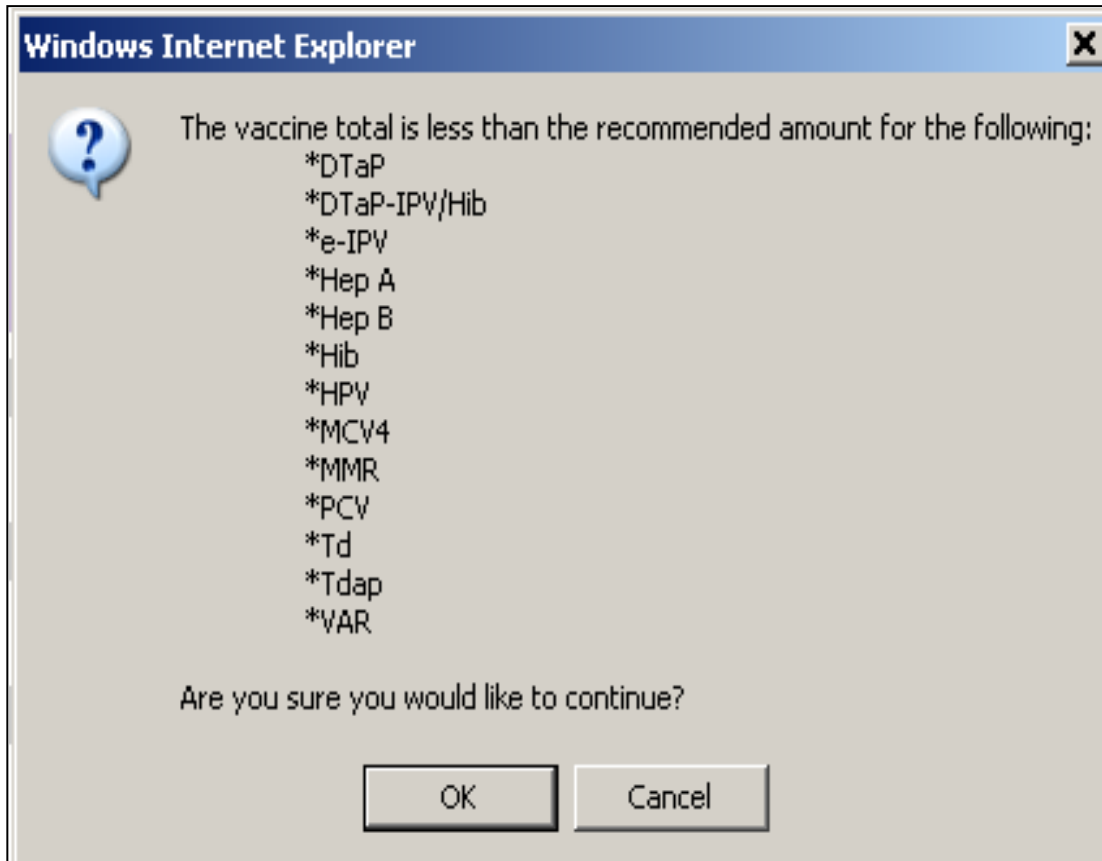 Windows Internet Explorer
The vaccine total is less than the recommended amount for the following:
*DTaP
*DTaP-IPV/Hib
*e-IPV
*Hep A
*Hep B
*Hib
*HPV
*MCV4
*MMR
*PCV
*Td
*Tdap
*VAR
Are you sure you would like to continue?
OK
Cancel